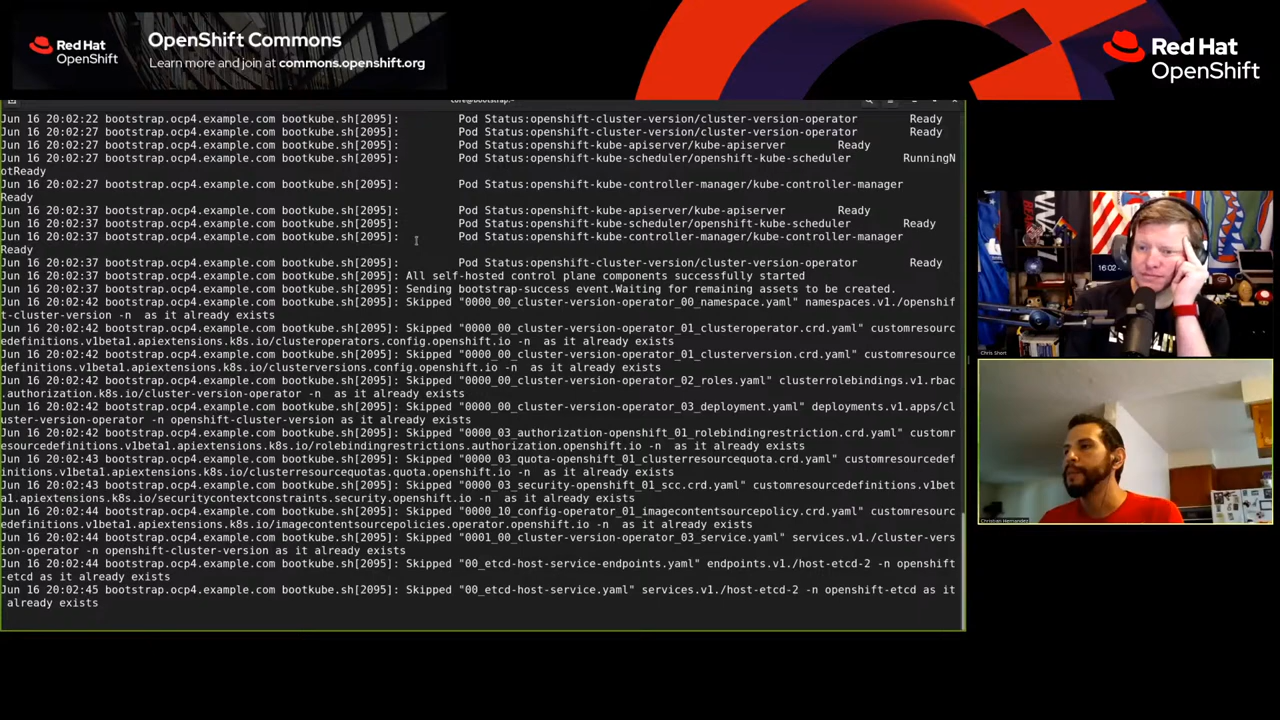 Red Hat
OpenShift
OpenShift Commons
Learn more and join at commons.openshift.org
Red Hat
OpenShift
core@bootstrap:~
Jun 16 20:02:22 bootstrap.ocp4.example.com bootkube.sh[2095]: Pod Status:openshift-cluster-version/cluster-version-operator Ready
Jun 16 20:02:27 bootstrap.ocp4.example.com bootkube.sh[2095]: Pod Status:openshift-cluster-version/cluster-version-operator Ready
Jun 16 20:02:27 bootstrap.ocp4.example.com bootkube.sh[2095]: Pod Status:openshift-kube-apiserver/kube-apiserver Ready
Jun 16 20:02:27 bootstrap.ocp4.example.com bootkube.sh[2095]: Pod Status:openshift-kube-scheduler/openshift-kube-scheduler RunningN
otReady
Jun 16 20:02:27 bootstrap.ocp4.example.com bootkube.sh[2095]: Pod Status:openshift-kube-controller-manager/kube-controller-manager
Ready
Jun 16 20:02:37 bootstrap.ocp4.example.com bootkube.sh[2095]: Pod Status:openshift-kube-apiserver/kube-apiserver Ready
Jun 16 20:02:37 bootstrap.ocp4.example.com bootkube.sh[2095]: Pod Status:openshift-kube-scheduler/openshift-kube-scheduler Ready
Jun 16 20:02:37 bootstrap.ocp4.example.com bootkube.sh[2095]: Pod Status:openshift-kube-controller-manager/kube-controller-manager
Ready
Jun 16 20:02:37 bootstrap.ocp4.example.com bootkube.sh[2095]: Pod Status:openshift-cluster-version/cluster-version-operator Ready
Jun 16 20:02:37 bootstrap.ocp4.example.com bootkube.sh[2095]: All self-hosted control plane components successfully started
Jun 16 20:02:37 bootstrap.ocp4.example.com bootkube.sh[2095]: Sending bootstrap-success event.Waiting for remaining assets to be created.
Jun 16 20:02:42 bootstrap.ocp4.example.com bootkube.sh[2095]: Skipped "0000_00_cluster-version-operator_00_namespace.yaml" namespaces.v1./openshif
t-cluster-version -n  as it already exists
Jun 16 20:02:42 bootstrap.ocp4.example.com bootkube.sh[2095]: Skipped "0000_00_cluster-version-operator_01_clusteroperator.crd.yaml" customresourc
edefinitions.v1beta1.apiextensions.k8s.io/clusteroperators.config.openshift.io -n  as it already exists
Jun 16 20:02:42 bootstrap.ocp4.example.com bootkube.sh[2095]: Skipped "0000_00_cluster-version-operator_01_clusterversion.crd.yaml" customresource
definitions.v1beta1.apiextensions.k8s.io/clusterversions.config.openshift.io -n  as it already exists
Jun 16 20:02:42 bootstrap.ocp4.example.com bootkube.sh[2095]: Skipped "0000_00_cluster-version-operator_02_roles.yaml" clusterrolebindings.v1.rbac
.authorization.k8s.io/cluster-version-operator -n  as it already exists
Jun 16 20:02:42 bootstrap.ocp4.example.com bootkube.sh[2095]: Skipped "0000_00_cluster-version-operator_03_deployment.yaml" deployments.v1.apps/cl
uster-version-operator -n openshift-cluster-version as it already exists
Jun 16 20:02:42 bootstrap.ocp4.example.com bootkube.sh[2095]: Skipped "0000_03_authorization-openshift_01_rolebindingrestriction.crd.yaml" customr
esourcedefinitions.v1beta1.apiextensions.k8s.io/rolebindingrestrictions.authorization.openshift.io -n  as it already exists
Jun 16 20:02:43 bootstrap.ocp4.example.com bootkube.sh[2095]: Skipped "0000_03_quota-openshift_01_clusterresourcequota.crd.yaml" customresourcedef
initions.v1beta1.apiextensions.k8s.io/clusterresourcequotas.quota.openshift.io -n  as it already exists
Jun 16 20:02:43 bootstrap.ocp4.example.com bootkube.sh[2095]: Skipped "0000_03_security-openshift_01_scc.crd.yaml" customresourcedefinitions.v1bet
a1.apiextensions.k8s.io/securitycontextconstraints.security.openshift.io -n  as it already exists
Jun 16 20:02:44 bootstrap.ocp4.example.com bootkube.sh[2095]: Skipped "0000_10_config-operator_01_imagecontentsourcepolicy.crd.yaml" customresourc
edefinitions.v1beta1.apiextensions.k8s.io/imagecontentsourcepolicies.operator.openshift.io -n  as it already exists
Jun 16 20:02:44 bootstrap.ocp4.example.com bootkube.sh[2095]: Skipped "0001_00_cluster-version-operator_03_service.yaml" services.v1./cluster-vers
ion-operator -n openshift-cluster-version as it already exists
Jun 16 20:02:44 bootstrap.ocp4.example.com bootkube.sh[2095]: Skipped "00_etcd-host-service-endpoints.yaml" endpoints.v1./host-etcd-2 -n openshift
-etcd as it already exists
Jun 16 20:02:45 bootstrap.ocp4.example.com bootkube.sh[2095]: Skipped "00_etcd-host-service.yaml" services.v1./host-etcd-2 -n openshift-etcd as it
already exists
Chris Short
Christian Hernandez